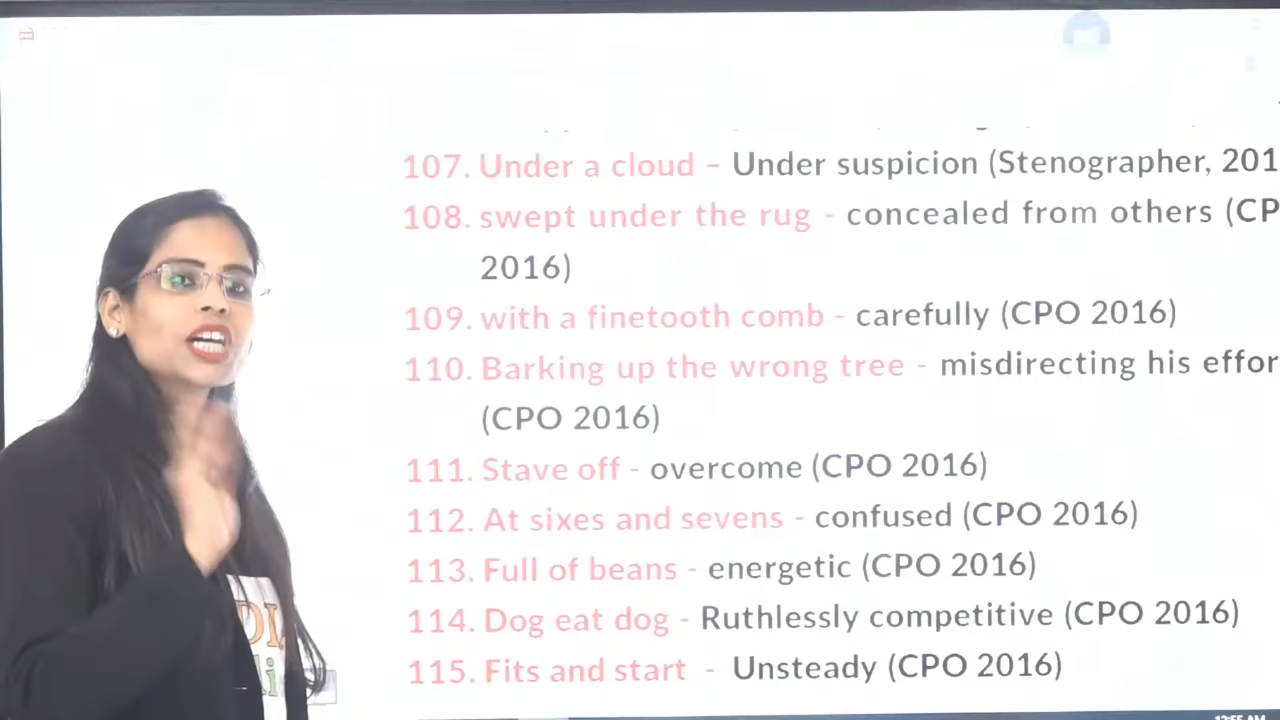 107. Under a cloud – Under suspicion (Stenographer, 201
108. swept under the rug - concealed from others (CP
2016)
109. with a finetooth comb - carefully (CPO 2016)
110. Barking up the wrong tree - misdirecting his effor
(CPO 2016)
111. Stave off - overcome (CPO 2016)
112. At sixes and sevens - confused (CPO 2016)
113. Full of beans - energetic (CPO 2016)
114. Dog eat dog - Ruthlessly competitive (CPO 2016)
115. Fits and start - Unsteady (CPO 2016)